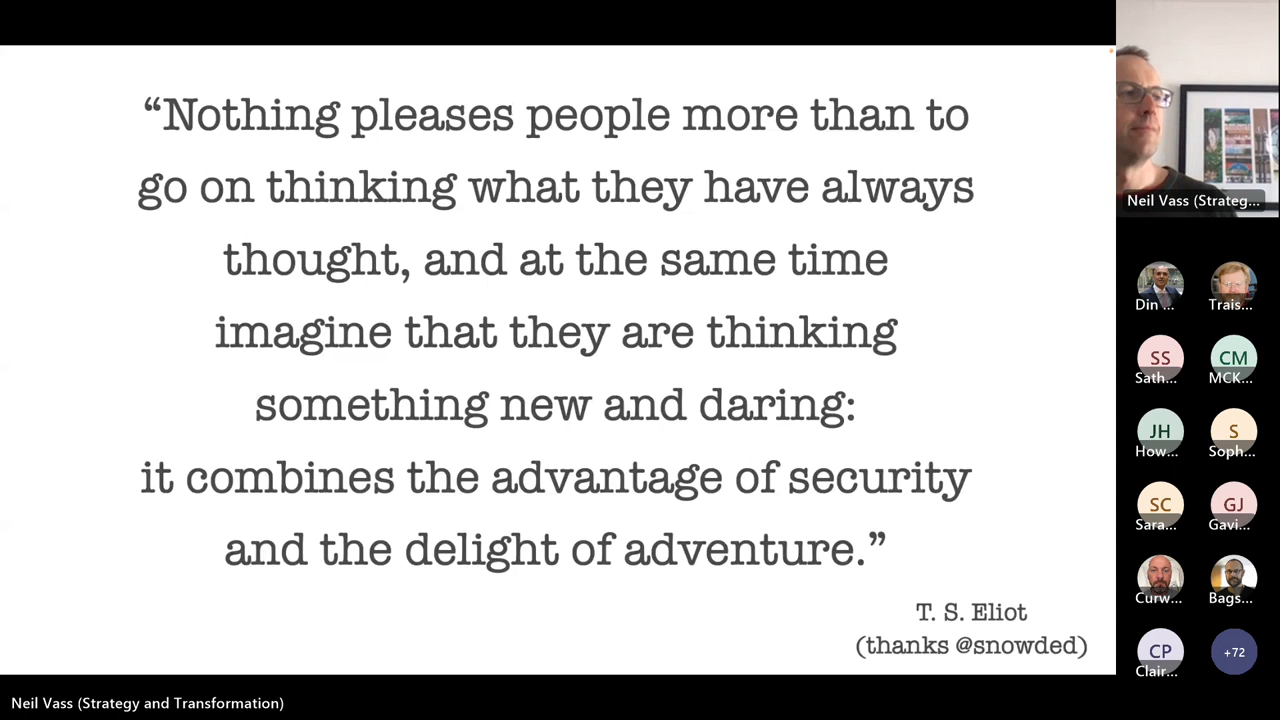 “Nothing pleases people more than to
go on thinking what they have always
thought, and at the same time
imagine that they are thinking
something new and daring:
it combines the advantage of security
and the delight of adventure.”
T. S. Eliot
(thanks @snowded)
Neil Vass (Strateg...
Din ...
Trais...
SS
Sath...
CM
MCK...
JH
How...
S
Soph...
SC
Sara...
GJ
Gavi...
Curw...
Bags...
CP
Clair...
+72
Neil Vass (Strategy and Transformation)